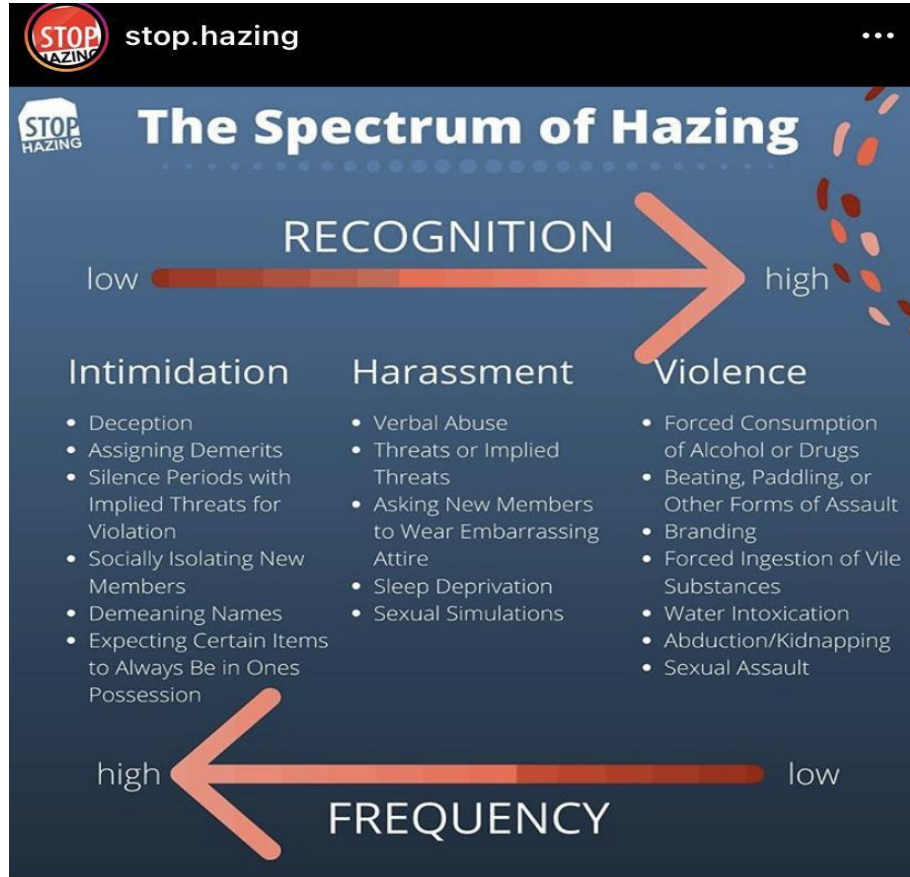 STOP
HAZING
stop.hazing
...
STOP
HAZING
The Spectrum of Hazing
RECOGNITION
low
high
Intimidation
• Deception
• Assigning Demerits
• Silence Periods with
Implied Threats for
Violation
• Socially Isolating New
Members
• Demeaning Names
• Expecting Certain Items
to Always Be in Ones
Possession
Harassment
• Verbal Abuse
• Threats or Implied
Threats
• Asking New Members
to Wear Embarrassing
Attire
• Sleep Deprivation
• Sexual Simulations
Violence
• Forced Consumption
of Alcohol or Drugs
• Beating, Paddling, or
Other Forms of Assault
• Branding
• Forced Ingestion of Vile
Substances
• Water Intoxication
• Abduction/Kidnapping
• Sexual Assault
high
low
FREQUENCY